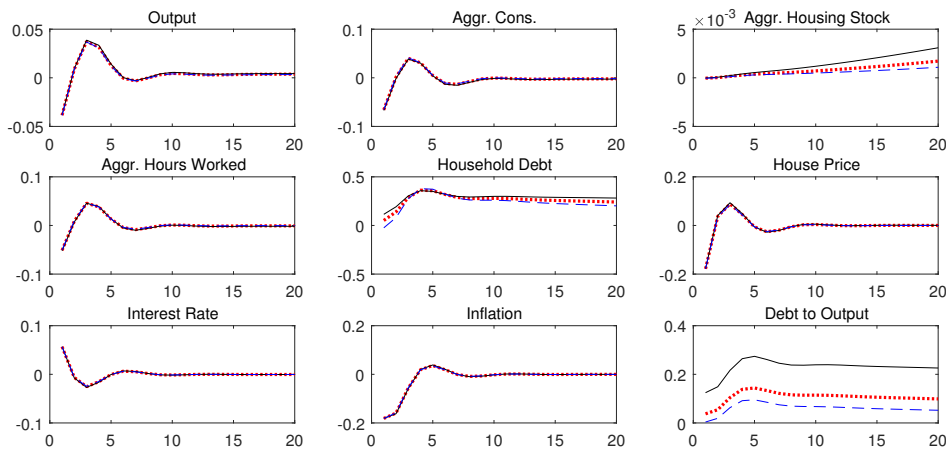 Output
0.05
0
-0.05
0 5 10 15 20
Aggr. Cons.
0.1
0
-0.1
0 5 10 15 20
Aggr. Housing Stock
×10⁻³
5
0
-5
0 5 10 15 20
Aggr. Hours Worked
0.1
0
-0.1
0 5 10 15 20
Household Debt
0.5
0
-0.5
0 5 10 15 20
House Price
0.2
0
-0.2
0 5 10 15 20
Interest Rate
0.1
0
-0.1
0 5 10 15 20
Inflation
0.2
0
-0.2
0 5 10 15 20
Debt to Output
0.4
0.2
0
0 5 10 15 20